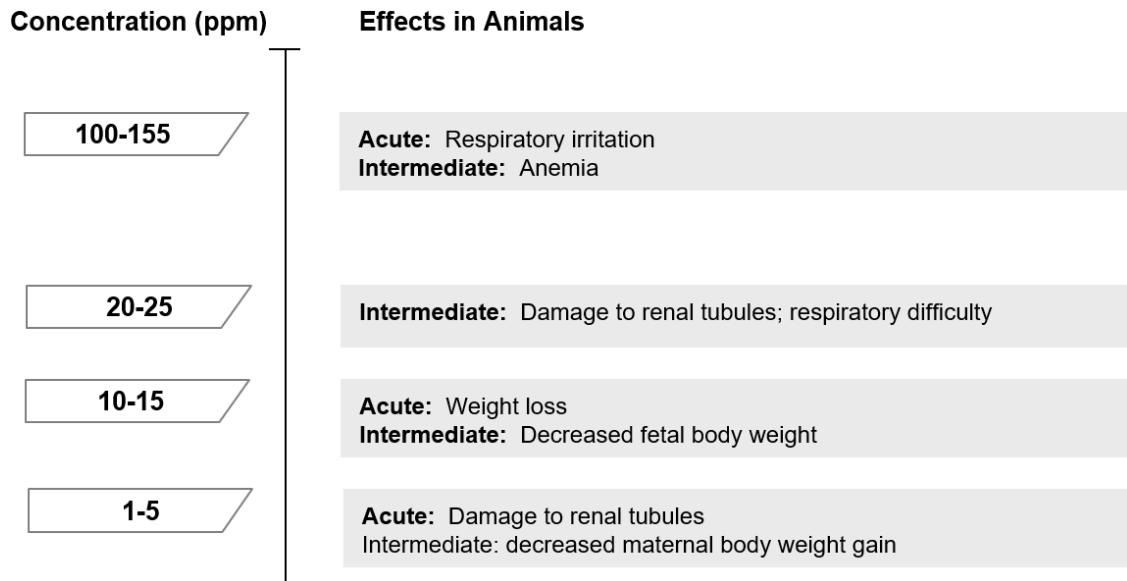 Concentration (ppm) Effects in Animals
100-155
Acute: Respiratory irritation
Intermediate: Anemia
20-25
Intermediate: Damage to renal tubules; respiratory difficulty
10-15
Acute: Weight loss
Intermediate: Decreased fetal body weight
1-5
Acute: Damage to renal tubules
Intermediate: decreased maternal body weight gain